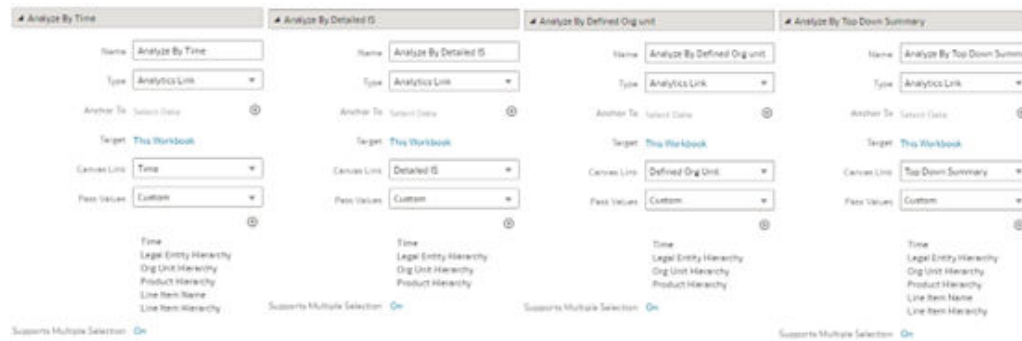 Analyze By Time
Name Analyze By Time
Type Analytics Link
Anchor To Select Data
Target This Workbook
Canvas Link Time
Pass Values Custom
Time
Legal Entity Hierarchy
Org Unit Hierarchy
Product Hierarchy
Line Item Name
Line Item Hierarchy
Supports Multiple Selection On
Analyze By Detailed IS
Name Analyze By Detailed IS
Type Analytics Link
Anchor To Select Data
Target This Workbook
Canvas Link Detailed IS
Pass Values Custom
Time
Legal Entity Hierarchy
Org Unit Hierarchy
Product Hierarchy
Supports Multiple Selection On
Analyze By Defined Org unit
Name Analyze By Defined Org unit
Type Analytics Link
Anchor To Select Data
Target This Workbook
Canvas Link Defined Org Unit
Pass Values Custom
Time
Legal Entity Hierarchy
Org Unit Hierarchy
Product Hierarchy
Supports Multiple Selection On
Analyze By Top Down Summary
Name Analyze By Top Down Summ
Type Analytics Link
Anchor To Select Data
Target This Workbook
Canvas Link Top Down Summary
Pass Values Custom
Time
Legal Entity Hierarchy
Org Unit Hierarchy
Product Hierarchy
Line Item Name
Line Item Hierarchy
Supports Multiple Selection On